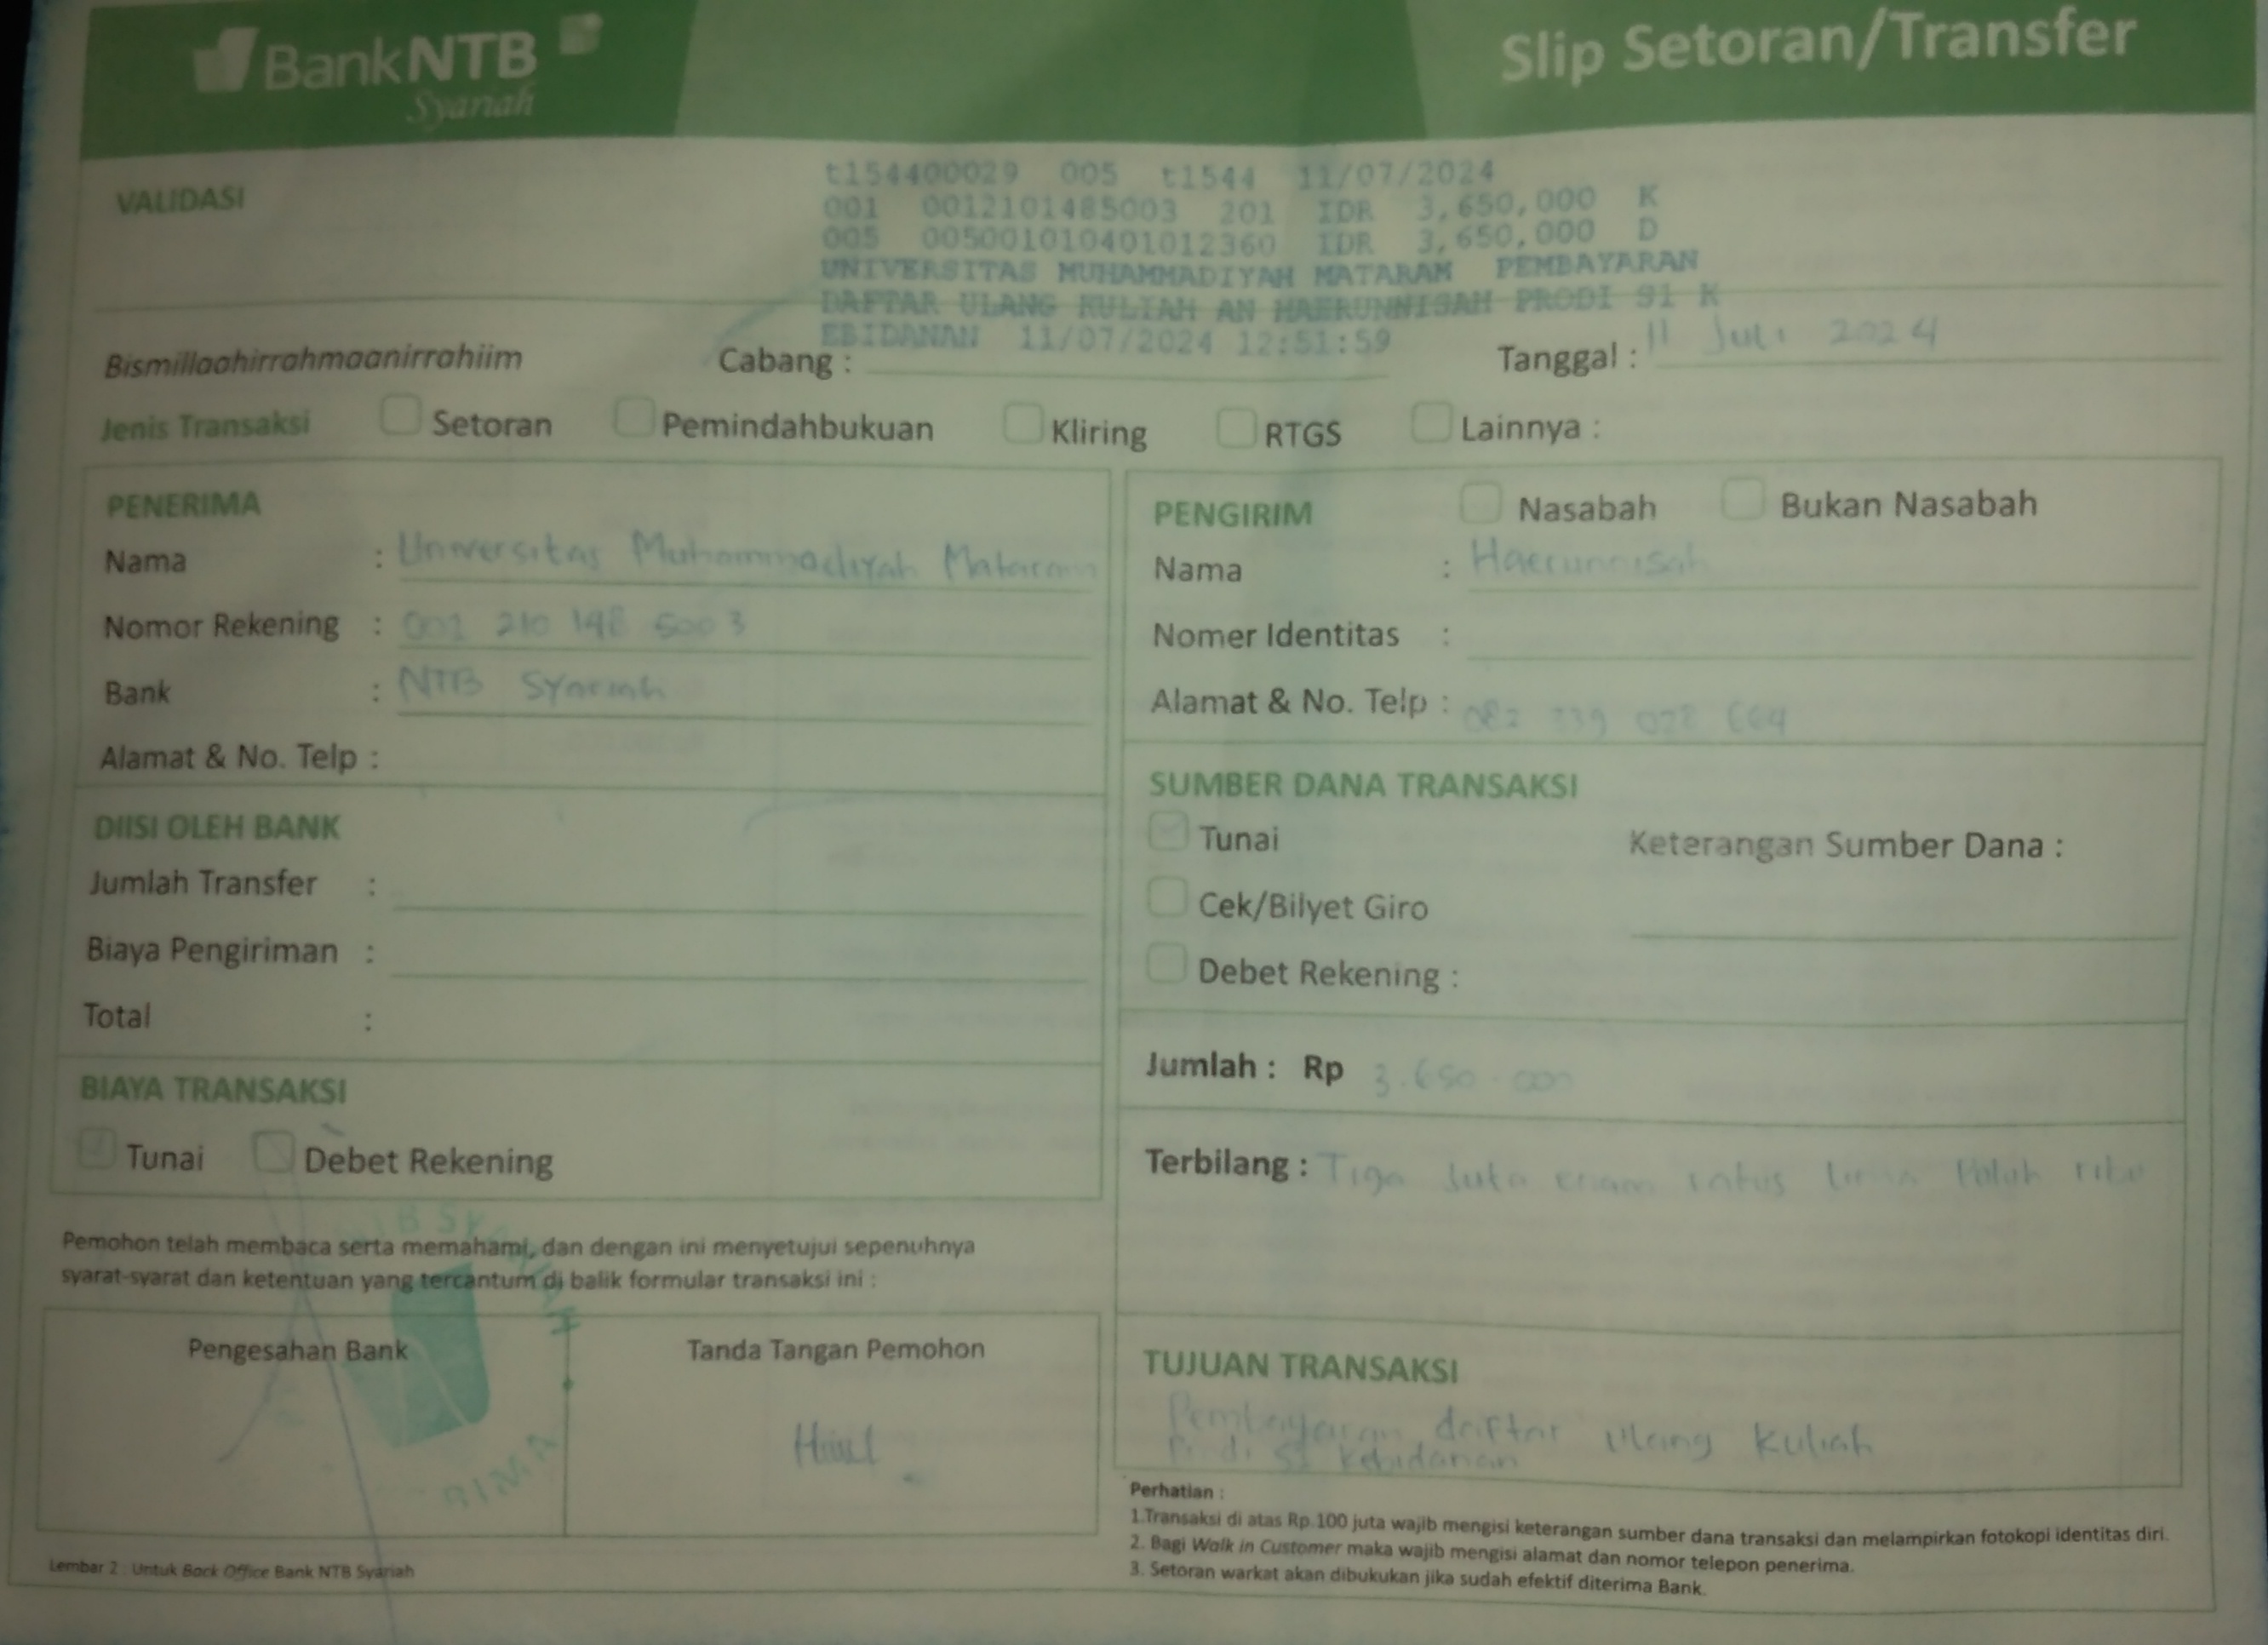 BankNTB
Syariah
Slip Setoran/Transfer
VALIDASI
t154400029 005 t1544 11/07/2024
001 0012101485003 201 IDR 3,650,000 K
005 005001010401012360 IDR 3,650,000 D
UNIVERSITAS MUHAMMADIYAH MATARAM PEMBAYARAN
DAFTAR ULANG KULIAH AN HAERUNNISAH PRODI S1 K
EBIDANAN 11/07/2024 12:51:59
Bismillaahirrahmaanirrahiim
Cabang :
Tanggal : 11 Juli 2024
Jenis Transaksi Setoran Pemindahbukuan Kliring RTGS Lainnya :
PENERIMA
Nama : Universitas Muhammadiyah Mataram
Nomor Rekening : 001 210 148 5003
Bank : NTB Syariah
Alamat & No. Telp :
DIISI OLEH BANK
Jumlah Transfer :
Biaya Pengiriman :
Total :
BIAYA TRANSAKSI
Tunai Debet Rekening
Pemohon telah membaca serta memahami, dan dengan ini menyetujui sepenuhnya
syarat-syarat dan ketentuan yang tercantum di balik formular transaksi ini :
Pengesahan Bank
NTB SYARIAH
BIMA
Tanda Tangan Pemohon
Lembar 2 : Untuk Back Office Bank NTB Syariah
PENGIRIM Nasabah Bukan Nasabah
Nama : Haerunnisah
Nomer Identitas :
Alamat & No. Telp : 082 339 028 664
SUMBER DANA TRANSAKSI
Tunai
Keterangan Sumber Dana :
Cek/Bilyet Giro
Debet Rekening :
Jumlah : Rp 3.650.000
Terbilang : Tiga Juta enam ratus lima Puluh ribu
TUJUAN TRANSAKSI
Pembayaran daftar Ulang Kuliah
Prodi S1 Kebidanan
Perhatian :
1.Transaksi di atas Rp.100 juta wajib mengisi keterangan sumber dana transaksi dan melampirkan fotokopi identitas diri.
2. Bagi Walk in Customer maka wajib mengisi alamat dan nomor telepon penerima.
3. Setoran warkat akan dibukukan jika sudah efektif diterima Bank.